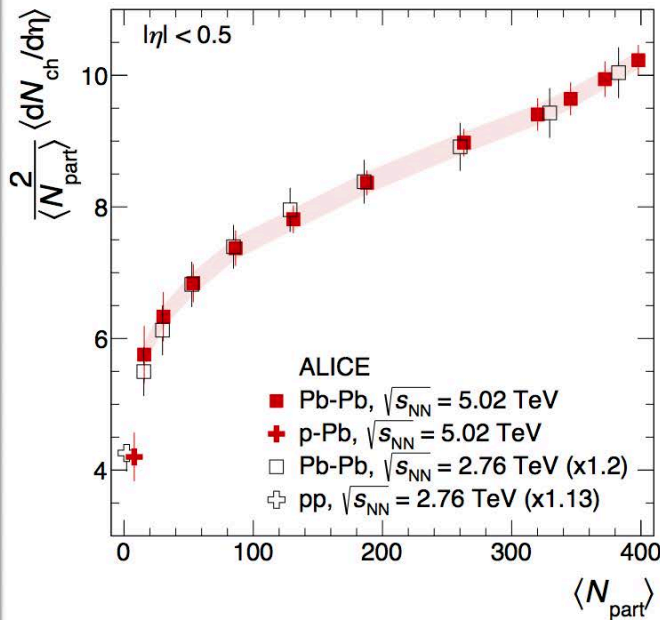 |η| < 0.5
2/⟨N_part⟩ ⟨dN_ch/dη⟩
10
8
6
4
ALICE
Pb-Pb, √s_NN = 5.02 TeV
p-Pb, √s_NN = 5.02 TeV
Pb-Pb, √s_NN = 2.76 TeV (x1.2)
pp, √s_NN = 2.76 TeV (x1.13)
0 100 200 300 400
⟨N_part⟩